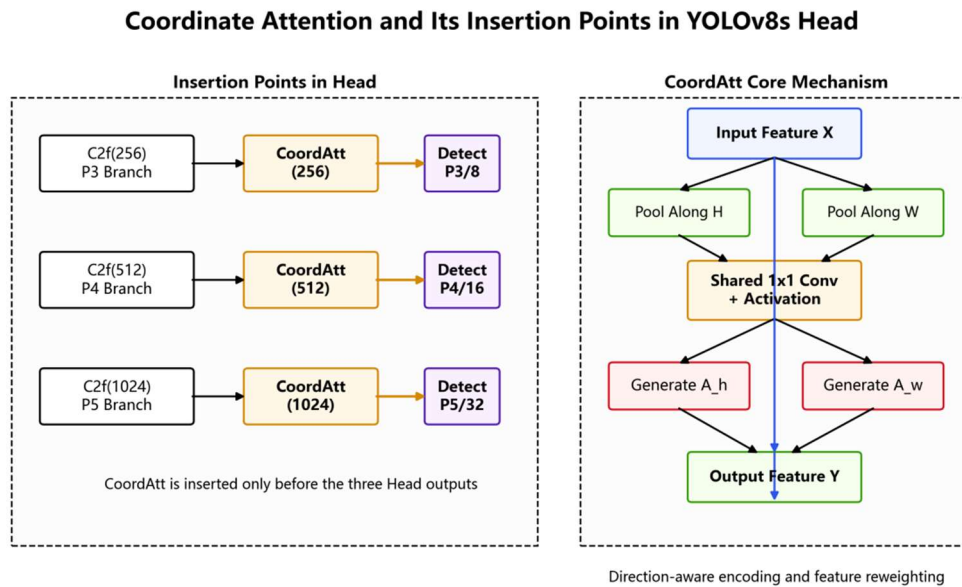 Coordinate Attention and Its Insertion Points in YOLOv8s Head
Insertion Points in Head
C2f(256)
P3 Branch
CoordAtt
(256)
Detect
P3/8
C2f(512)
P4 Branch
CoordAtt
(512)
Detect
P4/16
C2f(1024)
P5 Branch
CoordAtt
(1024)
Detect
P5/32
CoordAtt is inserted only before the three Head outputs
CoordAtt Core Mechanism
Input Feature X
Pool Along H
Pool Along W
Shared 1x1 Conv
+ Activation
Generate A_h
Generate A_w
Output Feature Y
Direction-aware encoding and feature reweighting